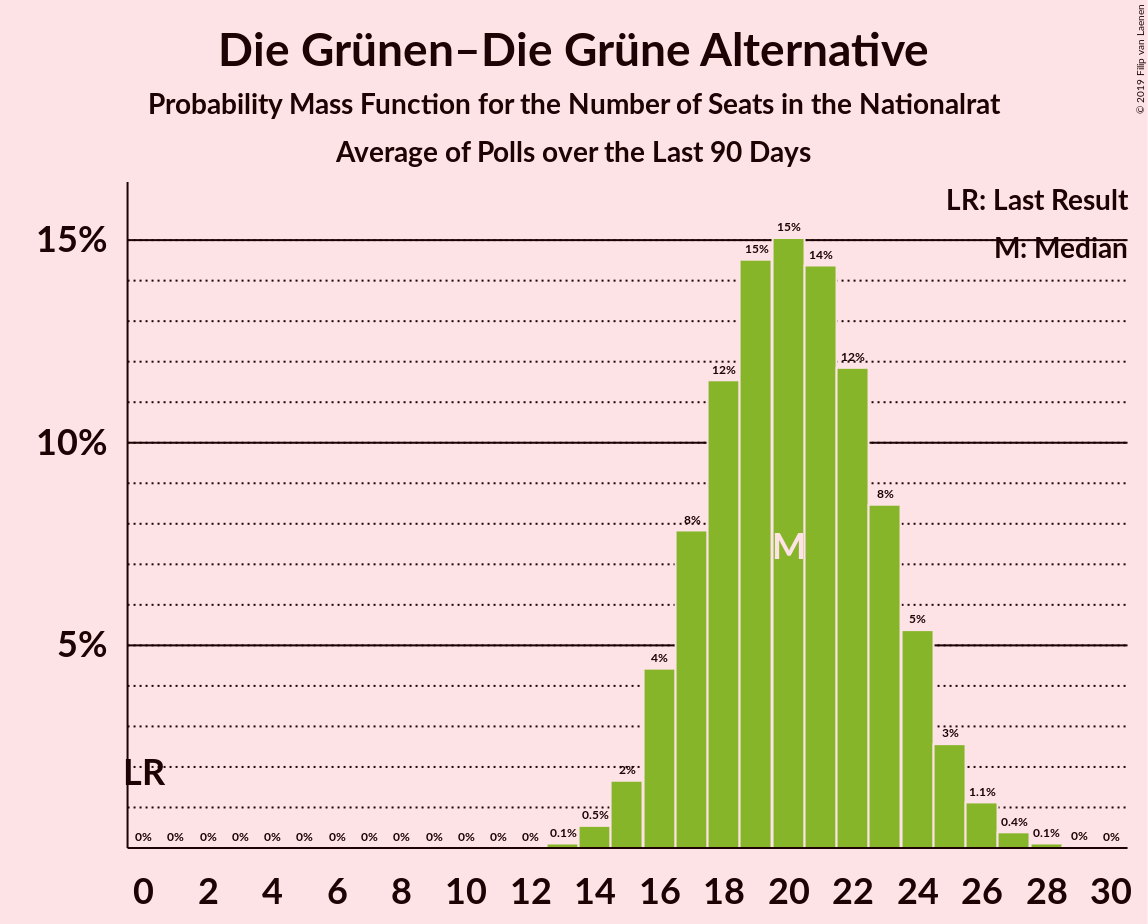 Die Grünen–Die Grüne Alternative
Probability Mass Function for the Number of Seats in the Nationalrat
Average of Polls over the Last 90 Days
© 2019 Filip van Laenen
LR: Last Result
M: Median
15%
10%
5%
15%
15%
14%
12%
12%
8%
8%
5%
4%
3%
2%
1.1%
0.5%
0.4%
0% 0% 0% 0% 0% 0% 0% 0% 0% 0% 0% 0% 0% 0.1% 0.1% 0% 0%
M
LR
0 2 4 6 8 10 12 14 16 18 20 22 24 26 28 30